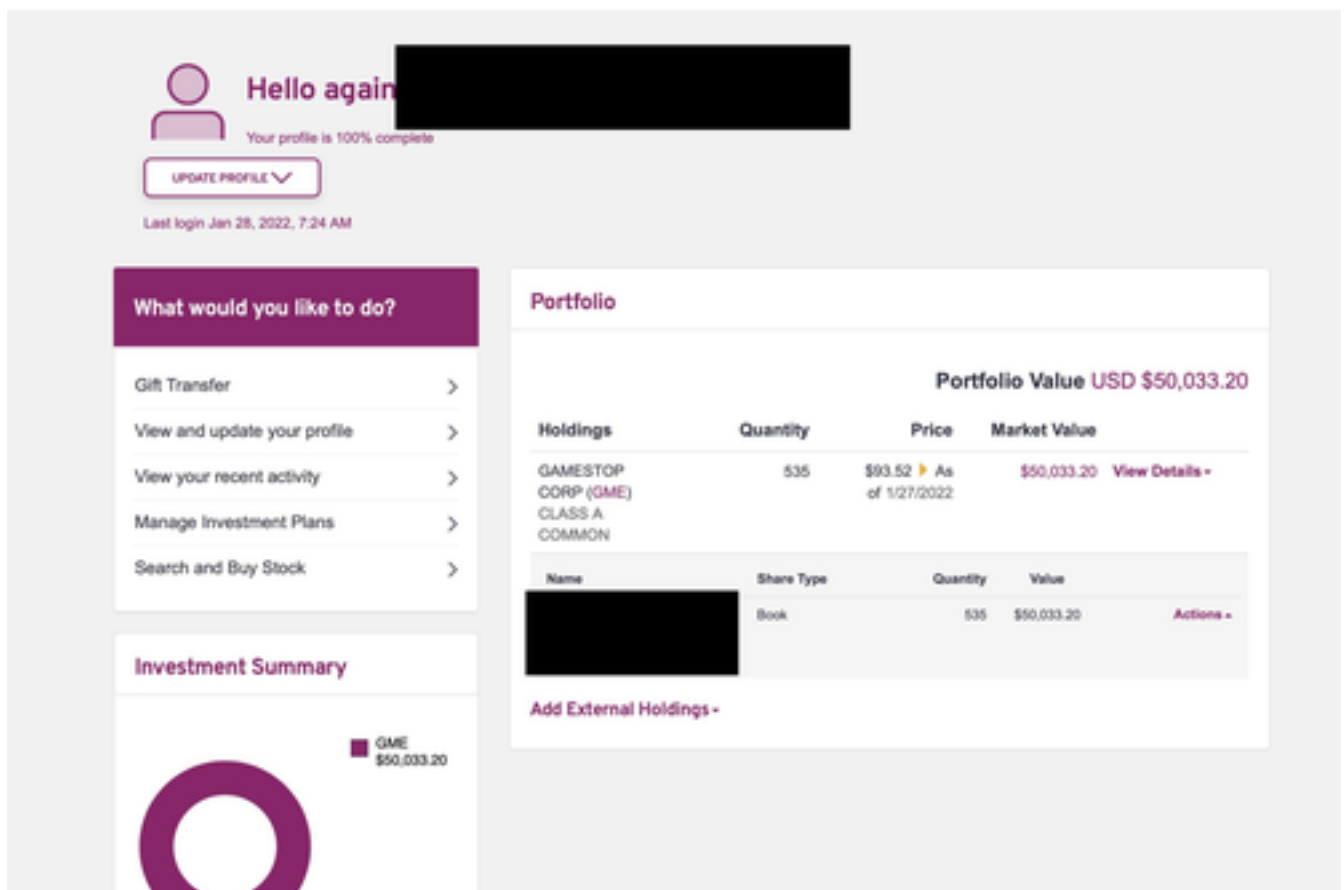 Hello again
Your profile is 100% complete
UPDATE PROFILE
Last login Jan 28, 2022, 7:24 AM
What would you like to do?
Gift Transfer
View and update your profile
View your recent activity
Manage Investment Plans
Search and Buy Stock
Investment Summary
GME
$50,033.20
Portfolio
Portfolio Value USD $50,033.20
Holdings Quantity Price Market Value
GAMESTOP 535 $93.52 As $50,033.20 View Details
CORP (GME) of 1/27/2022
CLASS A
COMMON
Name Share Type Quantity Value
Book 535 $50,033.20 Actions
Add External Holdings